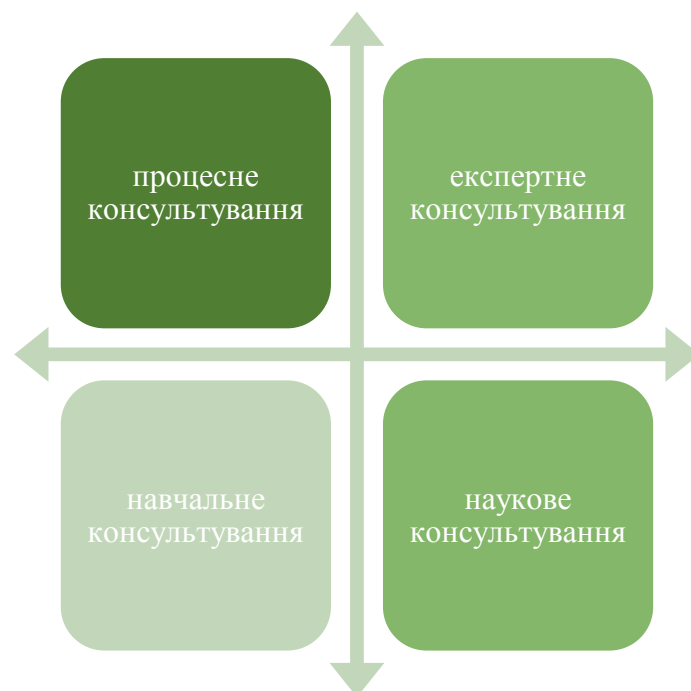 процесне
консультування
експертне
консультування
навчальне
консультування
наукове
консультування